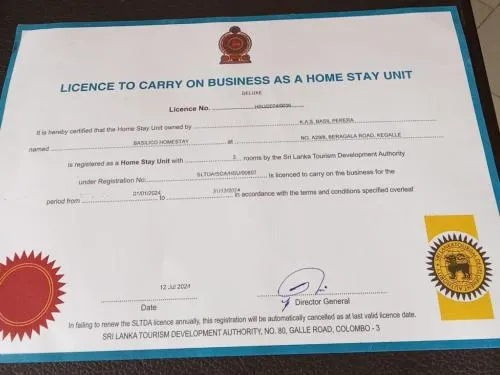 LICENCE TO CARRY ON BUSINESS AS A HOME STAY UNIT
DELUXE
Licence No.
It is hereby certified that the Home Stay Unit owned by K.A.S. BASIL PERERA
named BASILICO HOMESTAY at NO. A29/8, BERAGALA ROAD, KEGALLE
is registered as a Home Stay Unit with 3 rooms by the Sri Lanka Tourism Development Authority
under Registration No: SLTDA/SQA/HSU/00607 is licenced to carry on the business for the
period from 01/01/2024 to 31/12/2024 in accordance with the terms and conditions specified overleaf
12 Jul 2024
Date
Director General
In failing to renew the SLTDA licence annually, this registration will be automatically cancelled as at last valid licence date.
SRI LANKA TOURISM DEVELOPMENT AUTHORITY, NO. 80, GALLE ROAD, COLOMBO - 3